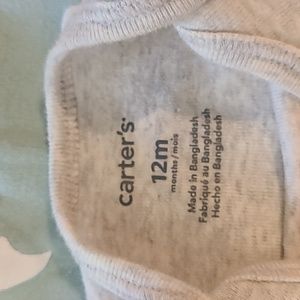 carter's
12m
months/mois
Made in Bangladesh
Fabriqué au Bangladesh
Hecho en Bangladesh